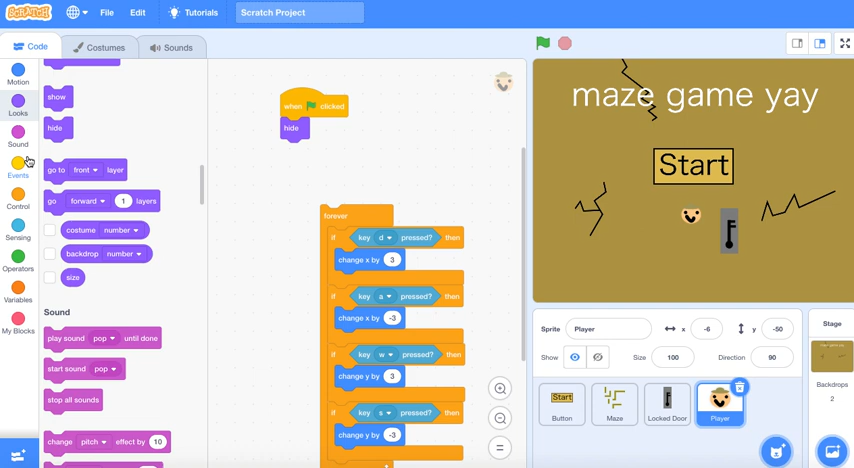 SCRATCH File Edit Tutorials Scratch Project
Code Costumes Sounds
Motion
Looks
Sound
Events
Control
Sensing
Operators
Variables
My Blocks
show
hide
go to front layer
go forward 1 layers
costume number
backdrop number
size
Sound
play sound pop until done
start sound pop
stop all sounds
change pitch effect by 10
when clicked
hide
forever
if key d pressed? then
change x by 3
if key a pressed? then
change x by -3
if key w pressed? then
change y by 3
if key s pressed? then
change y by -3
maze game yay
Start
Sprite Player x -6 y -50
Show Size 100 Direction 90
Start
Button Maze Locked Door Player
Stage
Backdrops
2